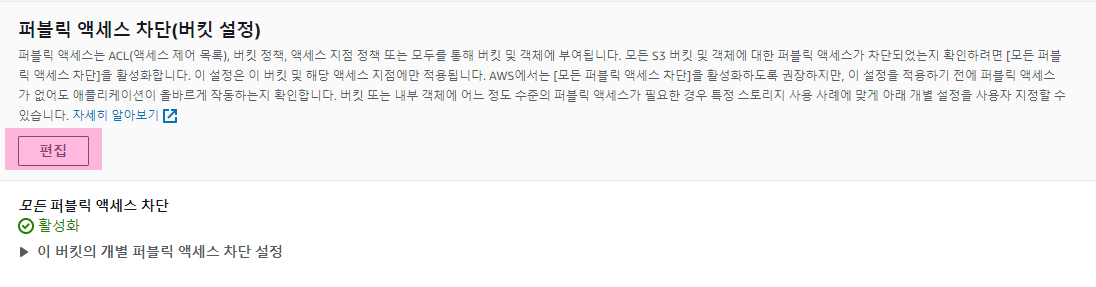 퍼블릭 액세스 차단(버킷 설정)
퍼블릭 액세스는 ACL(액세스 제어 목록), 버킷 정책, 액세스 지점 정책 또는 모두를 통해 버킷 및 객체에 부여됩니다. 모든 S3 버킷 및 객체에 대한 퍼블릭 액세스가 차단되었는지 확인하려면 [모든 퍼블
릭 액세스 차단]을 활성화합니다. 이 설정은 이 버킷 및 해당 액세스 지점에만 적용됩니다. AWS에서는 [모든 퍼블릭 액세스 차단]을 활성화하도록 권장하지만, 이 설정을 적용하기 전에 퍼블릭 액세스
가 없어도 애플리케이션이 올바르게 작동하는지 확인합니다. 버킷 또는 내부 객체에 어느 정도 수준의 퍼블릭 액세스가 필요한 경우 특정 스토리지 사용 사례에 맞게 아래 개별 설정을 사용자 지정할 수
있습니다. 자세히 알아보기
편집
모든 퍼블릭 액세스 차단
활성화
이 버킷의 개별 퍼블릭 액세스 차단 설정